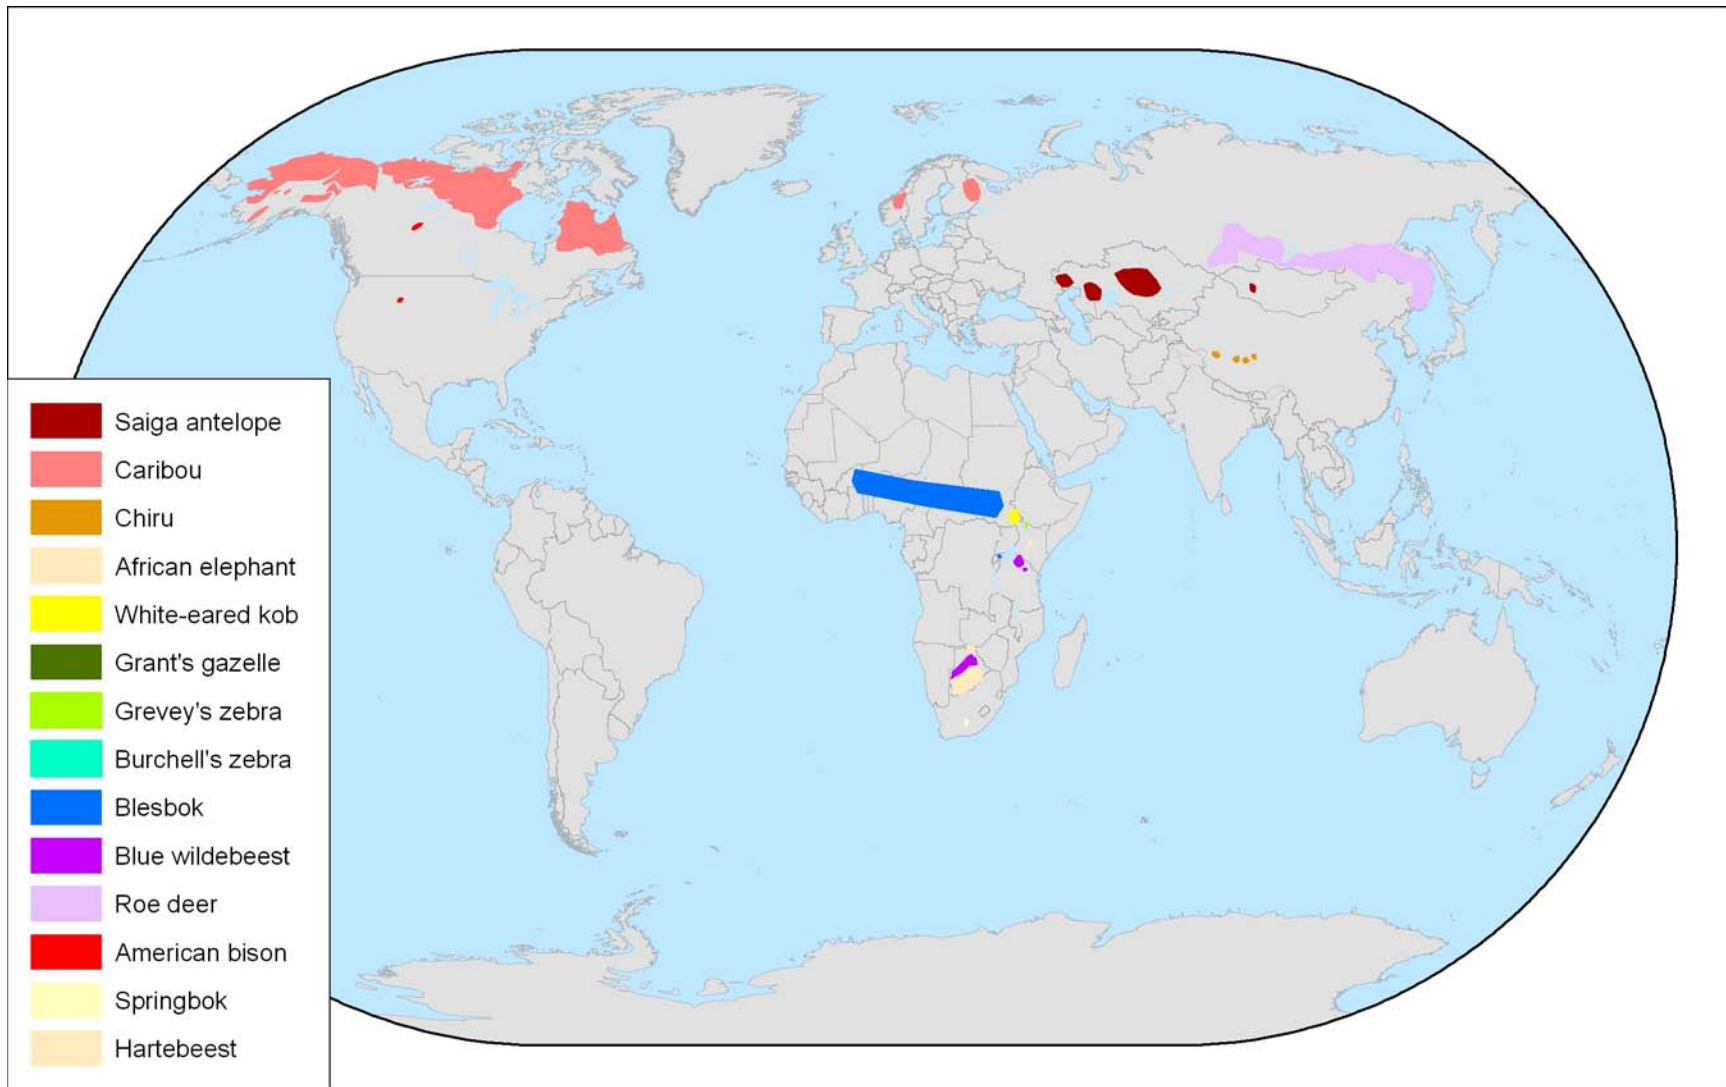 Saiga antelope
Caribou
Chiru
African elephant
White-eared kob
Grant's gazelle
Grevey's zebra
Burchell's zebra
Blesbok
Blue wildebeest
Roe deer
American bison
Springbok
Hartebeest